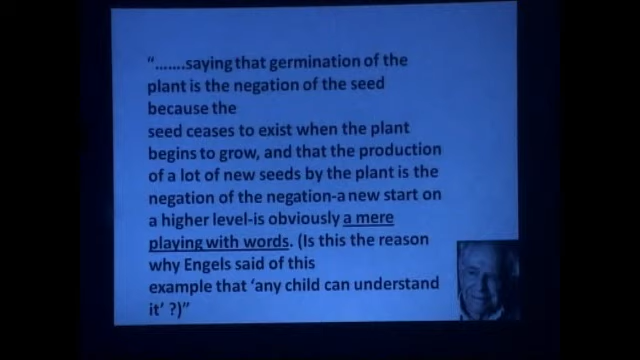 “.......saying that germination of the
plant is the negation of the seed
because the
seed ceases to exist when the plant
begins to grow, and that the production
of a lot of new seeds by the plant is the
negation of the negation-a new start on
a higher level-is obviously a mere
playing with words. (Is this the reason
why Engels said of this
example that ‘any child can understand
it’ ?)”